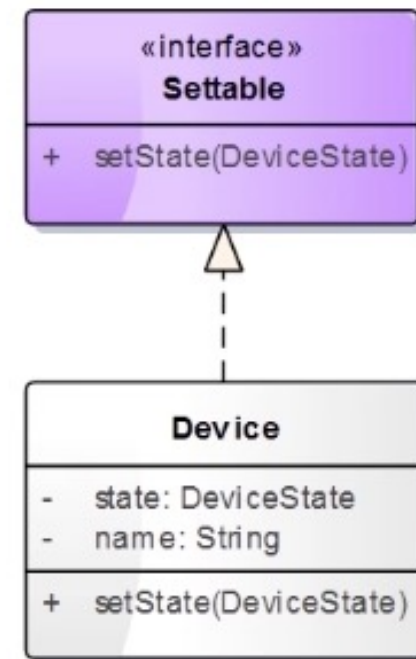 «interface»
Settable
+ setState(DeviceState)
Device
- state: DeviceState
- name: String
+ setState(DeviceState)